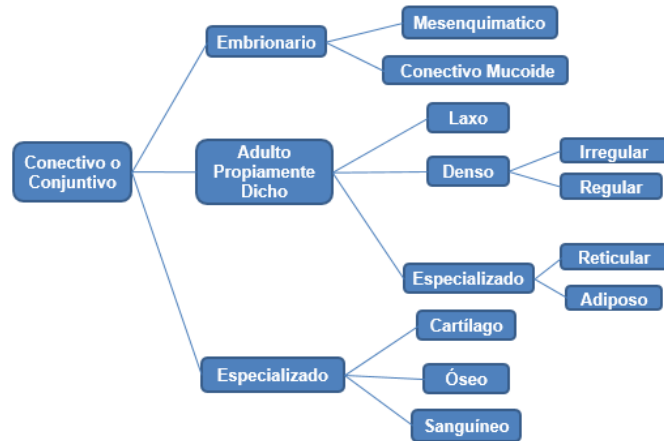 Conectivo o
Conjuntivo
Embrionario
Mesenquimatico
Conectivo Mucoide
Adulto
Propiamente
Dicho
Laxo
Denso
Irregular
Regular
Especializado
Reticular
Adiposo
Especializado
Cartílago
Óseo
Sanguíneo